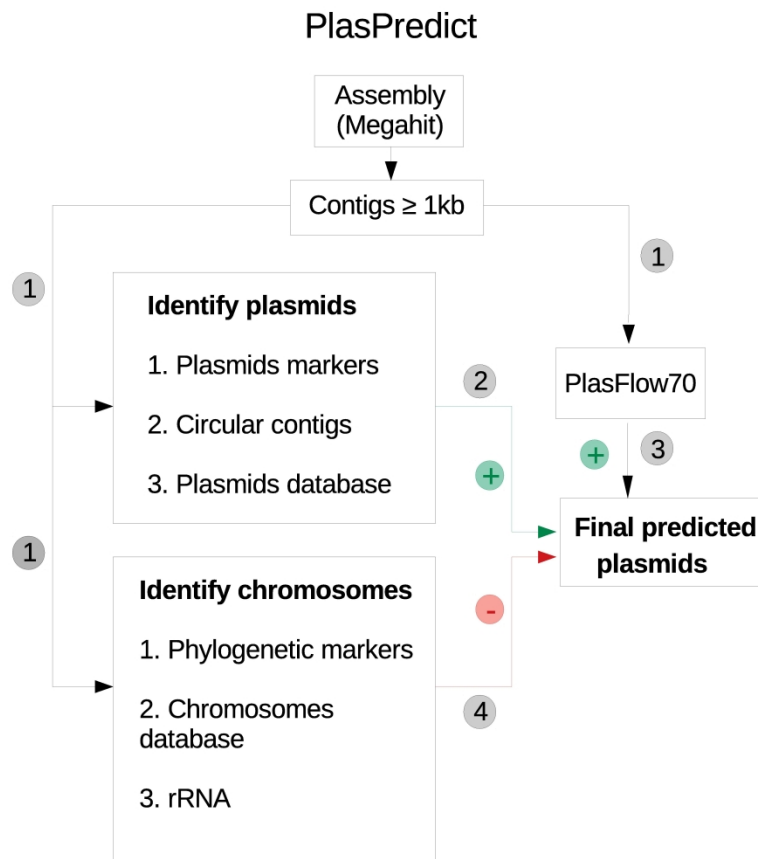 PlasPredict
Assembly
(Megahit)
Contigs ≥ 1kb
1
1
Identify plasmids
1. Plasmids markers
2. Circular contigs
3. Plasmids database
2
+
PlasFlow70
+
3
Final predicted
plasmids
1
Identify chromosomes
1. Phylogenetic markers
2. Chromosomes
database
3. rRNA
-
4